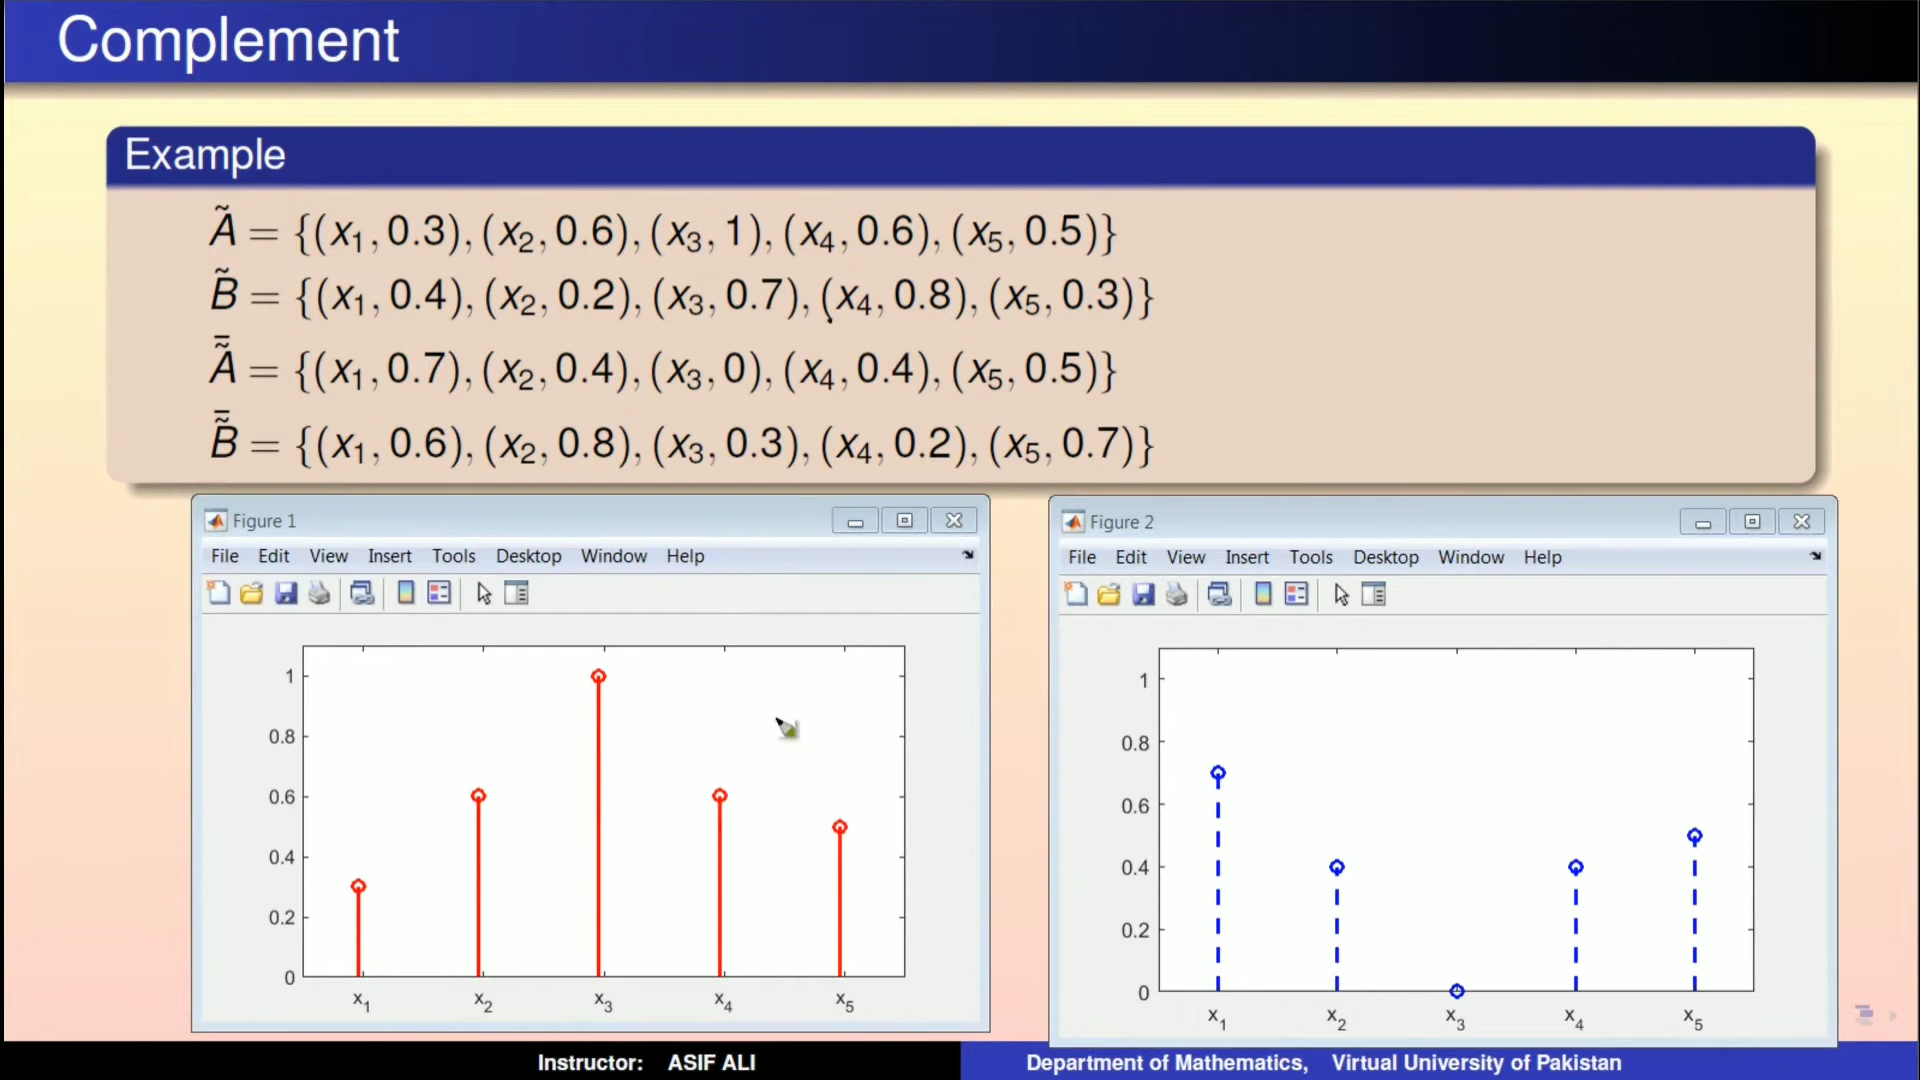 Complement
Example
Ã = {(x₁, 0.3), (x₂, 0.6), (x₃, 1), (x₄, 0.6), (x₅, 0.5)}
B̃ = {(x₁, 0.4), (x₂, 0.2), (x₃, 0.7), (x₄, 0.8), (x₅, 0.3)}
Ã̿ = {(x₁, 0.7), (x₂, 0.4), (x₃, 0), (x₄, 0.4), (x₅, 0.5)}
B̃̿ = {(x₁, 0.6), (x₂, 0.8), (x₃, 0.3), (x₄, 0.2), (x₅, 0.7)}
Figure 1
File Edit View Insert Tools Desktop Window Help
1
0.8
0.6
0.4
0.2
0
x₁ x₂ x₃ x₄ x₅
Figure 2
File Edit View Insert Tools Desktop Window Help
1
0.8
0.6
0.4
0.2
0
x₁ x₂ x₃ x₄ x₅
Instructor: ASIF ALI
Department of Mathematics, Virtual University of Pakistan